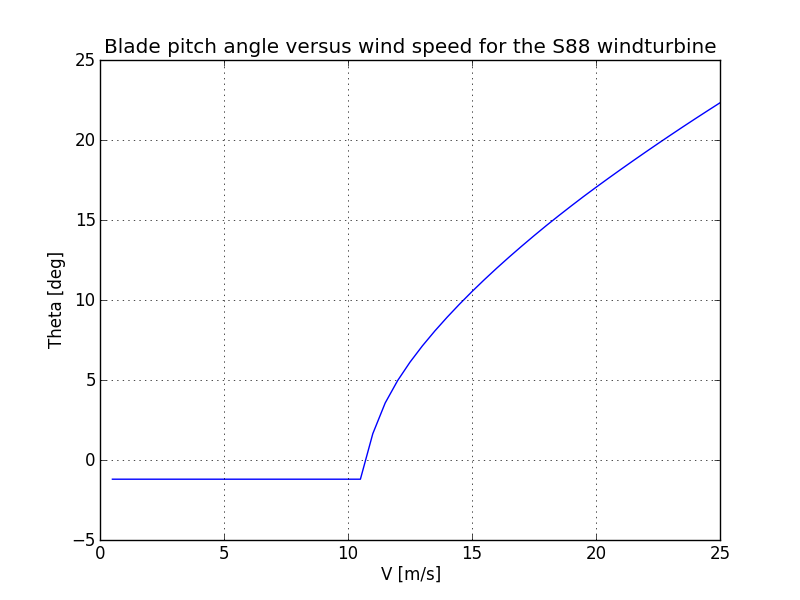 Blade pitch angle versus wind speed for the S88 windturbine
25
20
15
10
5
0
−5
Theta [deg]
0 5 10 15 20 25
V [m/s]